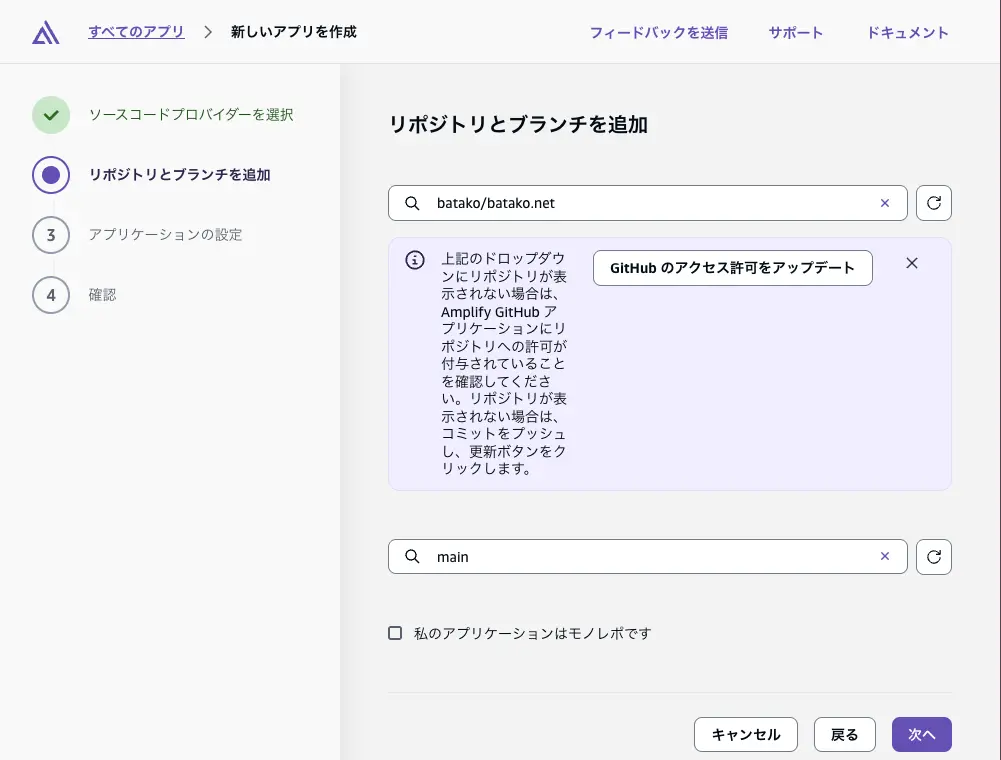 すべてのアプリ
新しいアプリを作成
フィードバックを送信
サポート
ドキュメント
ソースコードプロバイダーを選択
リポジトリとブランチを追加
3
アプリケーションの設定
4
確認
リポジトリとブランチを追加
batako/batako.net
上記のドロップダウ
ンにリポジトリが表
示されない場合は、
Amplify GitHub ア
プリケーションにリ
ポジトリへの許可が
付与されていること
を確認してくださ
い。リポジトリが表
示されない場合は、
コミットをプッシュ
し、更新ボタンをク
リックします。
GitHub のアクセス許可をアップデート
main
私のアプリケーションはモノレポです
キャンセル
戻る
次へ